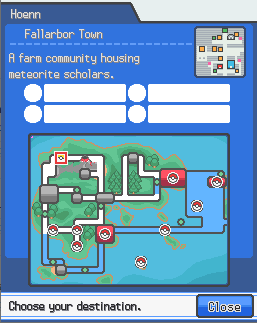 Hoenn
Fallarbor Town
A farm community housing
meteorite scholars.
Choose your destination.
Close